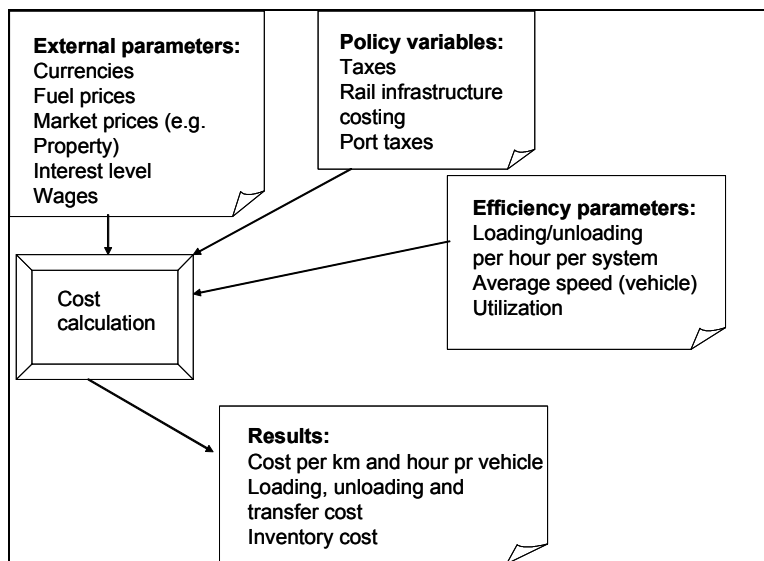 External parameters:
Currencies
Fuel prices
Market prices (e.g.
Property)
Interest level
Wages
Policy variables:
Taxes
Rail infrastructure
costing
Port taxes
Efficiency parameters:
Loading/unloading
per hour per system
Average speed (vehicle)
Utilization
Cost
calculation
Results:
Cost per km and hour pr vehicle
Loading, unloading and
transfer cost
Inventory cost